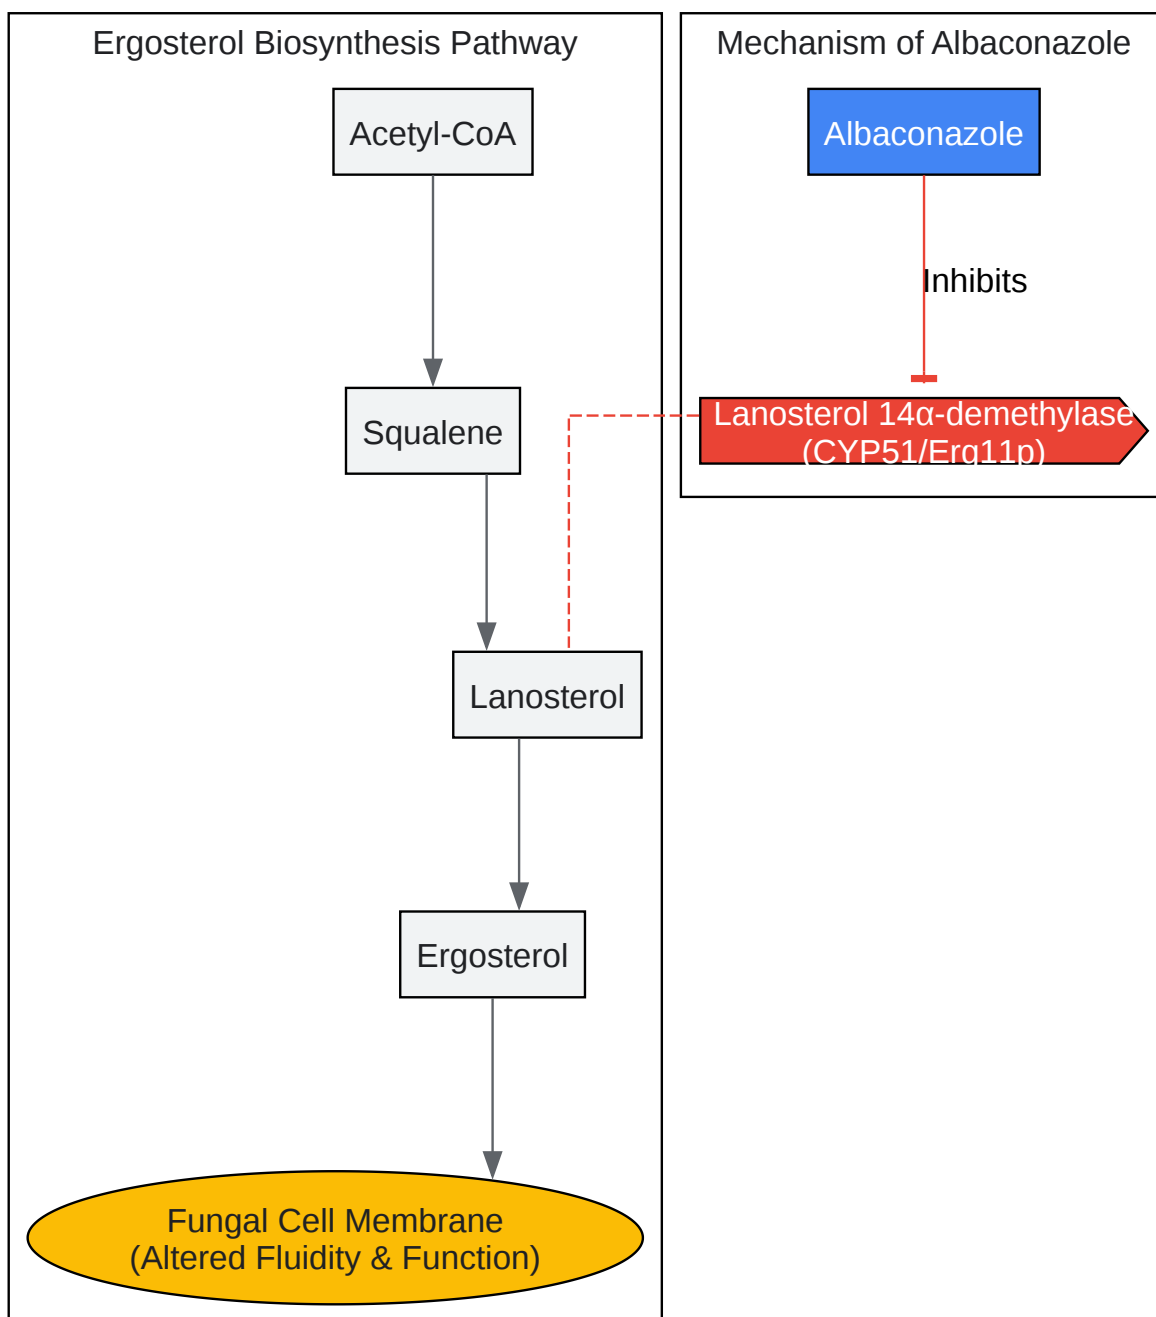 Ergosterol Biosynthesis Pathway
Acetyl-CoA
Squalene
Lanosterol
Ergosterol
Fungal Cell Membrane
(Altered Fluidity & Function)
Mechanism of Albaconazole
Albaconazole
Inhibits
Lanosterol 14α-demethylase
(CYP51/Erg11p)